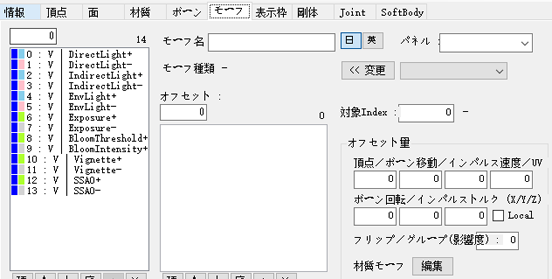 情報 頂点 面 材質 ボーン モーフ 表示枠 剛体 Joint SoftBody
0 14 モーフ名 日 英 パネル :
0 : V | DirectLight+
1 : V | DirectLight-
2 : V | IndirectLight+
3 : V | IndirectLight-
4 : V | EnvLight+
5 : V | EnvLight-
6 : V | Exposure+
7 : V | Exposure-
8 : V | BloomThreshold+
9 : V | BloomIntensity+
10 : V | Vignette+
11 : V | Vignette-
12 : V | SSAO+
13 : V | SSAO-
モーフ種類 -
<< 変更
オフセット :
0 0
対象Index : 0 -
オフセット量
頂点/ボーン移動/インパルス速度/UV
0 0 0 0
ボーン回転/インパルストルク (X/Y/Z)
0 0 0 Local
フリップ/グループ(影響度) : 0
材質モーフ 編集